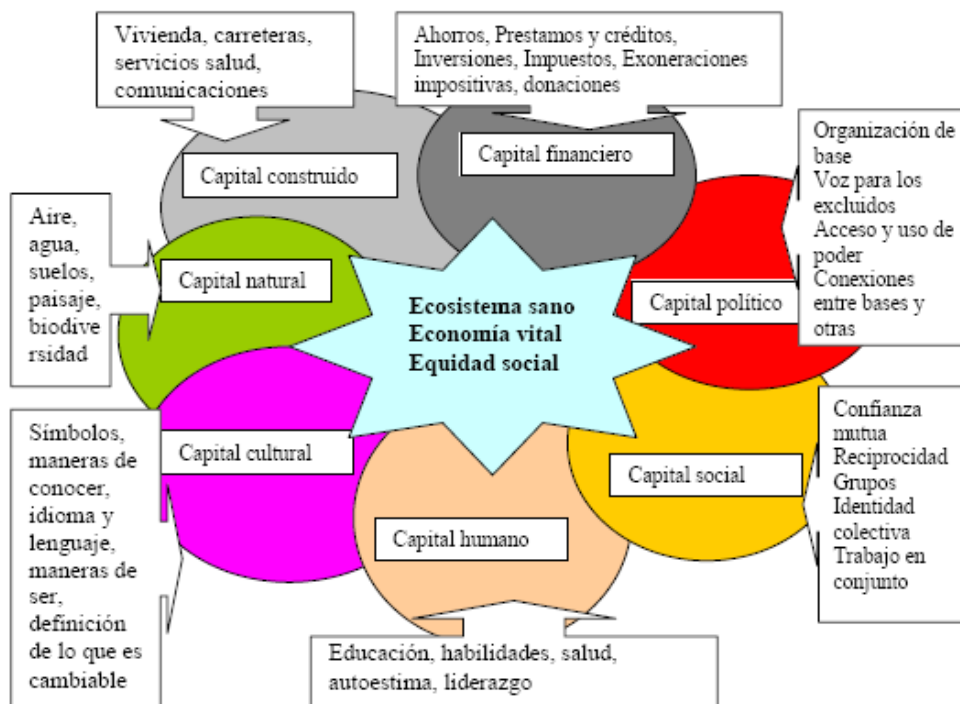 Vivienda, carreteras,
servicios salud,
comunicaciones
Ahorros, Prestamos y créditos,
Inversiones, Impuestos, Exoneraciones
impositivas, donaciones
Capital construido
Capital financiero
Organización de
base
Voz para los
excluidos
Acceso y uso de
poder
Conexiones
entre bases y
otras
Aire,
agua,
suelos,
paisaje,
biodive
rsidad
Capital natural
Capital político
Ecosistema sano
Economía vital
Equidad social
Símbolos,
maneras de
conocer,
idioma y
lenguaje,
maneras de
ser,
definición
de lo que es
cambiable
Capital cultural
Capital social
Confianza
mutua
Reciprocidad
Grupos
Identidad
colectiva
Trabajo en
conjunto
Capital humano
Educación, habilidades, salud,
autoestima, liderazgo